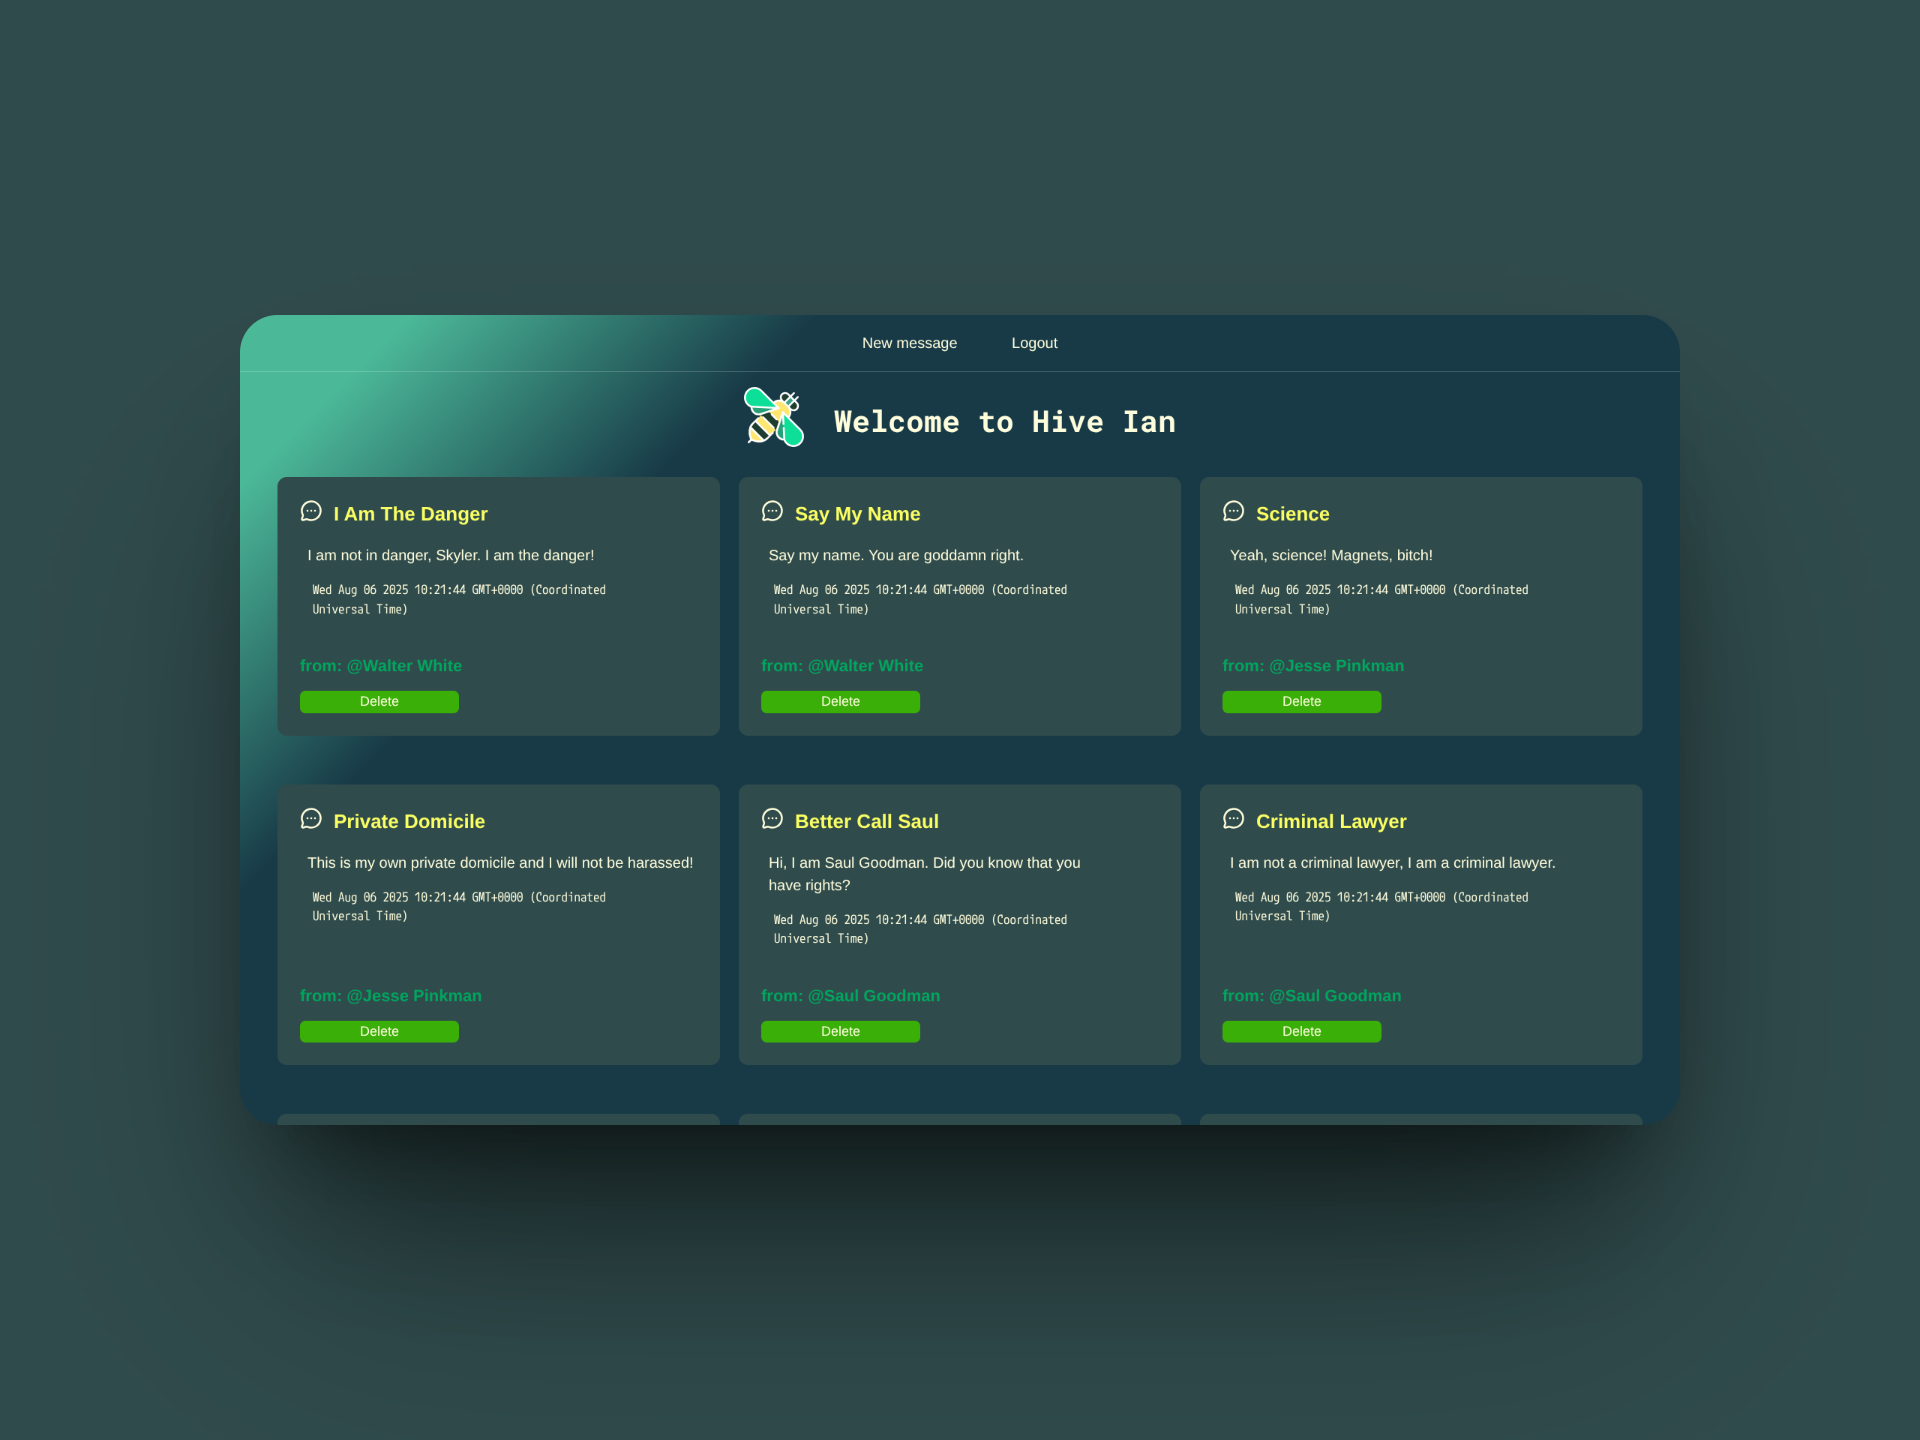 New message Logout
Welcome to Hive Ian
I Am The Danger
I am not in danger, Skyler. I am the danger!
Wed Aug 06 2025 10:21:44 GMT+0000 (Coordinated
Universal Time)
from: @Walter White
Delete
Say My Name
Say my name. You are goddamn right.
Wed Aug 06 2025 10:21:44 GMT+0000 (Coordinated
Universal Time)
from: @Walter White
Delete
Science
Yeah, science! Magnets, bitch!
Wed Aug 06 2025 10:21:44 GMT+0000 (Coordinated
Universal Time)
from: @Jesse Pinkman
Delete
Private Domicile
This is my own private domicile and I will not be harassed!
Wed Aug 06 2025 10:21:44 GMT+0000 (Coordinated
Universal Time)
from: @Jesse Pinkman
Delete
Better Call Saul
Hi, I am Saul Goodman. Did you know that you
have rights?
Wed Aug 06 2025 10:21:44 GMT+0000 (Coordinated
Universal Time)
from: @Saul Goodman
Delete
Criminal Lawyer
I am not a criminal lawyer, I am a criminal lawyer.
Wed Aug 06 2025 10:21:44 GMT+0000 (Coordinated
Universal Time)
from: @Saul Goodman
Delete